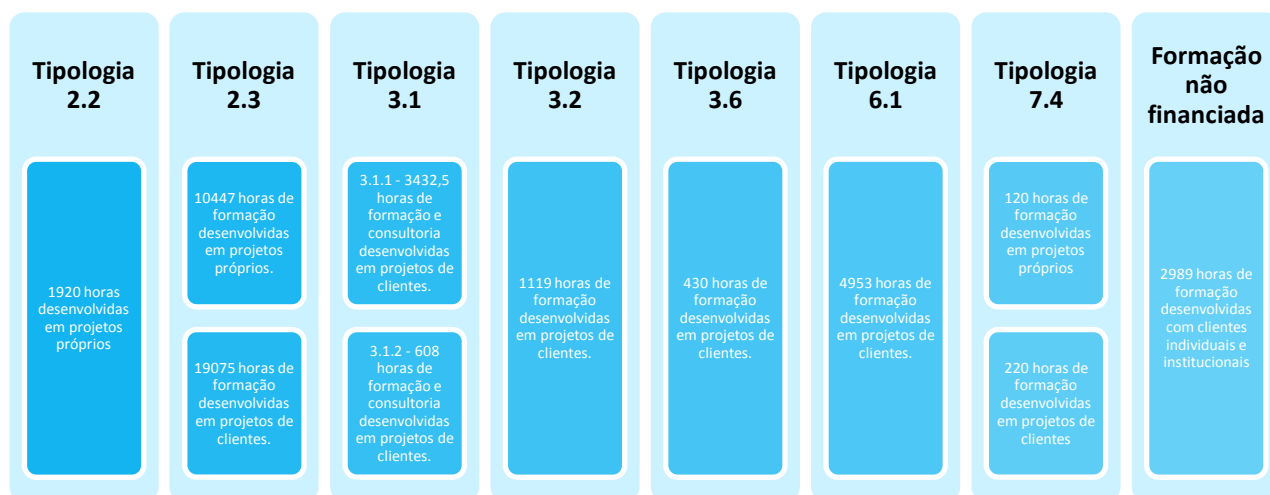 Tipologia
2.2
1920 horas
desenvolvidas
em projetos
próprios
Tipologia
2.3
10447 horas de
formação
desenvolvidas
em projetos
próprios.
19075 horas de
formação
desenvolvidas
em projetos de
clientes.
Tipologia
3.1
3.1.1 - 3432,5
horas de
formação e
consultoria
desenvolvidas
em projetos de
clientes.
3.1.2 - 608
horas de
formação e
consultoria
desenvolvidas
em projetos de
clientes.
Tipologia
3.2
1119 horas de
formação
desenvolvidas
em projetos de
clientes.
Tipologia
3.6
430 horas de
formação
desenvolvidas
em projetos de
clientes.
Tipologia
6.1
4953 horas de
formação
desenvolvidas
em projetos de
clientes.
Tipologia
7.4
120 horas de
formação
desenvolvidas
em projetos
próprios
220 horas de
formação
desenvolvidas
em projetos de
clientes
Formação
não
financiada
2989 horas de
formação
desenvolvidas
com clientes
individuais e
institucionais